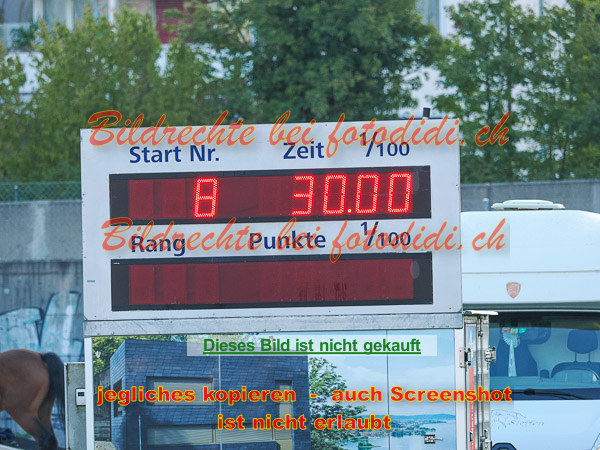 Bildrechte bei fotodidi.ch
Start Nr. Zeit 1/100
8 30.00
Bildrechte bei fotodidi.ch
Rang Punkte 1/100
Dieses Bild ist nicht gekauft
jegliches kopieren - auch Screenshot
ist nicht erlaubt